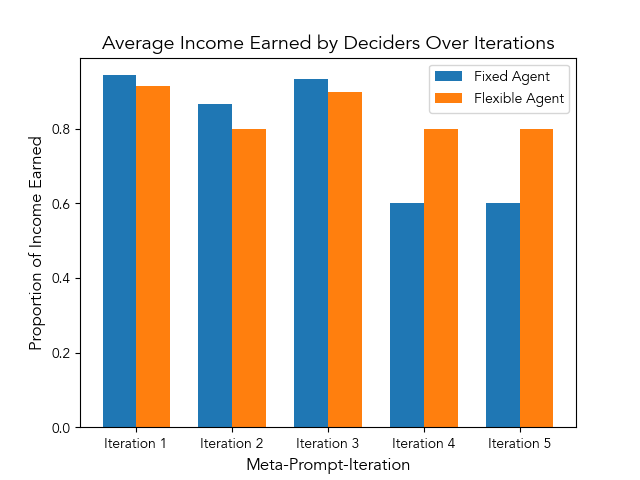 Average Income Earned by Deciders Over Iterations
Fixed Agent
Flexible Agent
Proportion of Income Earned
0.8
0.6
0.4
0.2
0.0
Iteration 1
Iteration 2
Iteration 3
Iteration 4
Iteration 5
Meta-Prompt-Iteration